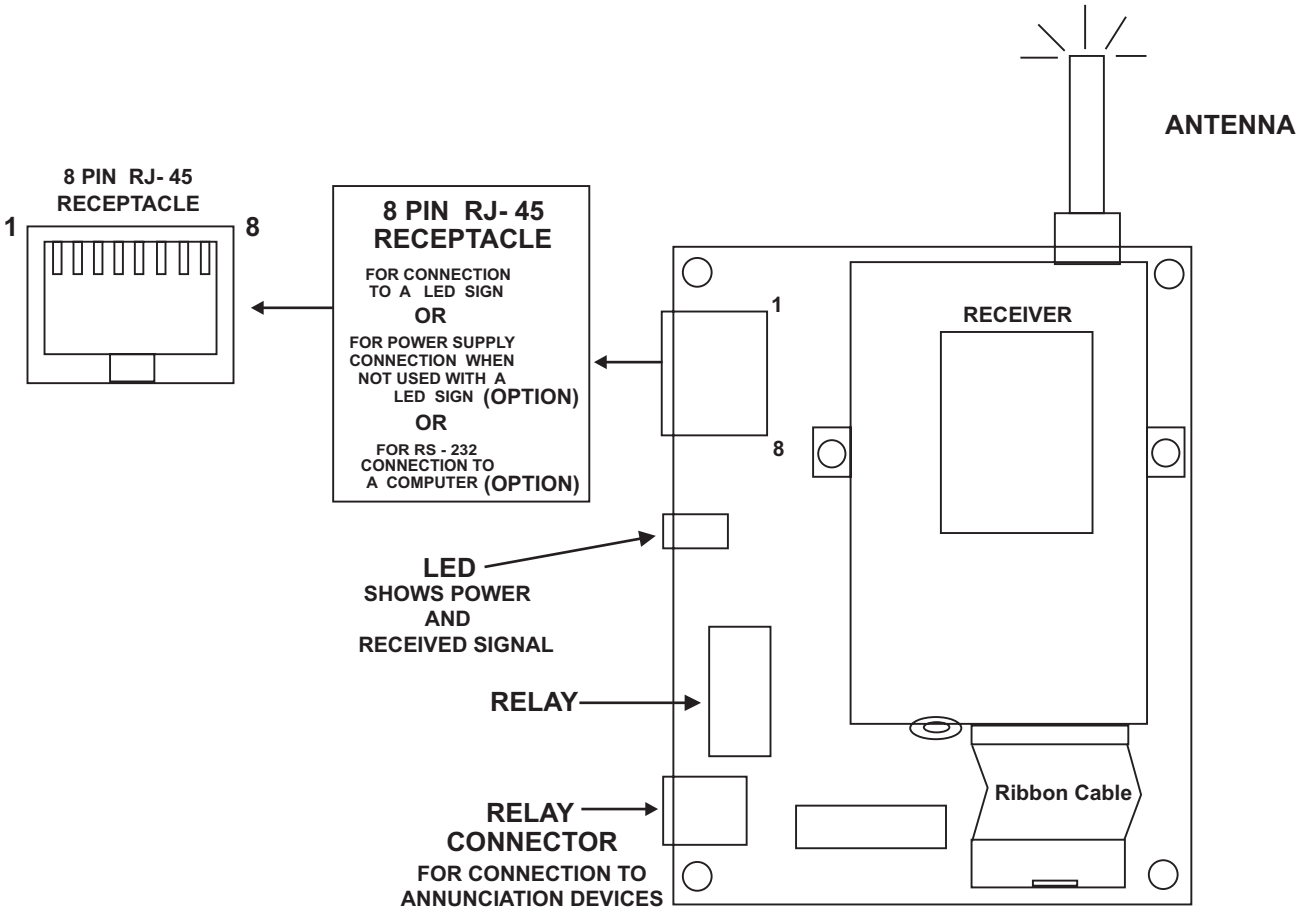 ANTENNA
8 PIN RJ- 45
RECEPTACLE
1
8
8 PIN RJ- 45
RECEPTACLE
FOR CONNECTION
TO A LED SIGN
OR
FOR POWER SUPPLY
CONNECTION WHEN
NOT USED WITH A
LED SIGN (OPTION)
OR
FOR RS - 232
CONNECTION TO
A COMPUTER (OPTION)
1
8
RECEIVER
LED
SHOWS POWER
AND
RECEIVED SIGNAL
RELAY
RELAY
CONNECTOR
FOR CONNECTION TO
ANNUNCIATION DEVICES
Ribbon Cable